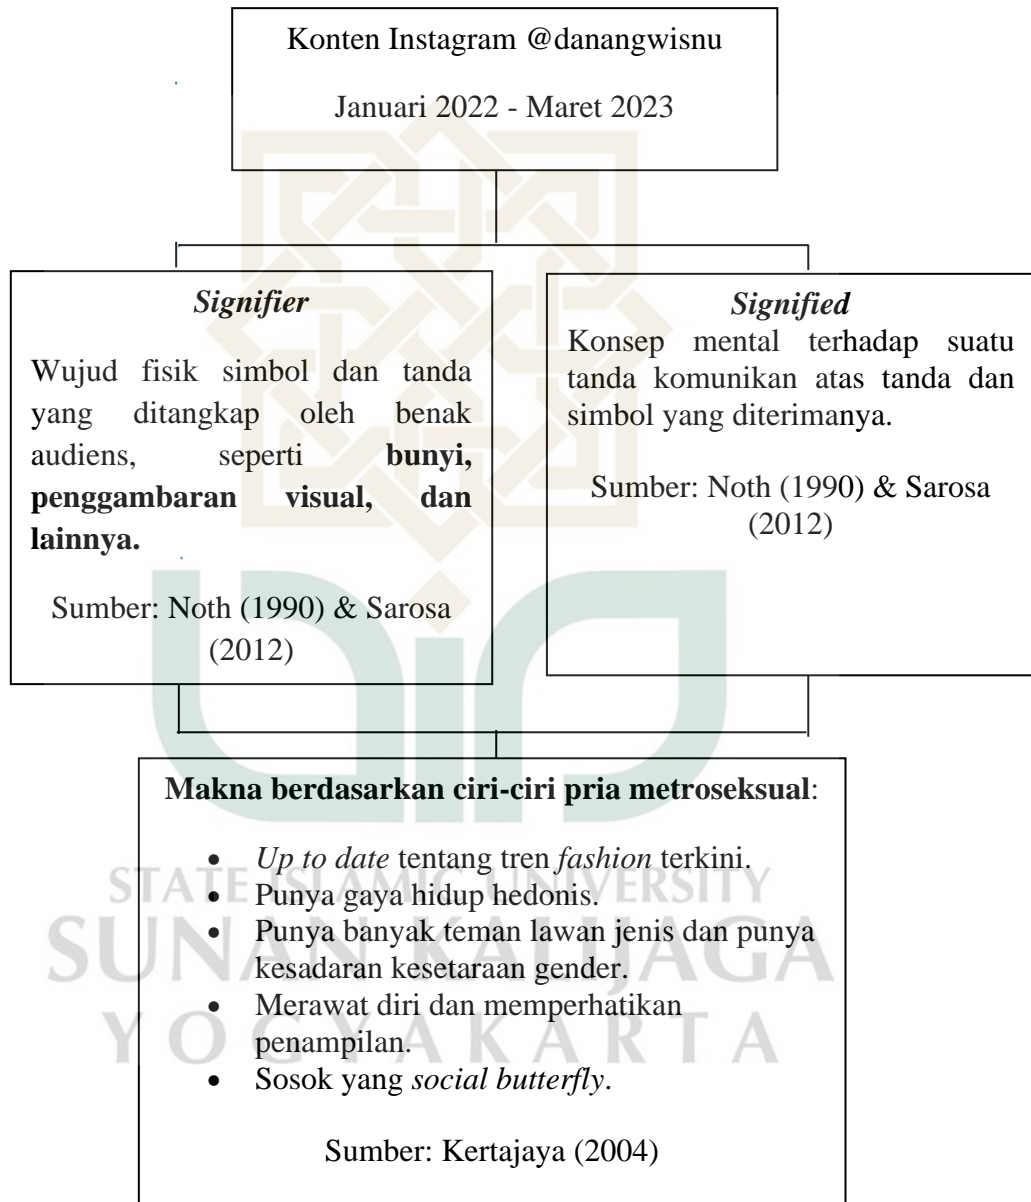 Konten Instagram @danangwisnu
Januari 2022 - Maret 2023
Signifier
Wujud fisik simbol dan tanda
yang ditangkap oleh benak
audiens, seperti bunyi,
penggambaran visual, dan
lainnya.
Sumber: Noth (1990) & Sarosa
(2012)
Signified
Konsep mental terhadap suatu
tanda komunikan atas tanda dan
simbol yang diterimanya.
Sumber: Noth (1990) & Sarosa
(2012)
Makna berdasarkan ciri-ciri pria metroseksual:
• Up to date tentang tren fashion terkini.
• Punya gaya hidup hedonis.
• Punya banyak teman lawan jenis dan punya
kesadaran kesetaraan gender.
• Merawat diri dan memperhatikan
penampilan.
• Sosok yang social butterfly.
Sumber: Kertajaya (2004)
STATE ISLAMIC UNIVERSITY
SUNAN KALIJAGA
YOGYAKARTA